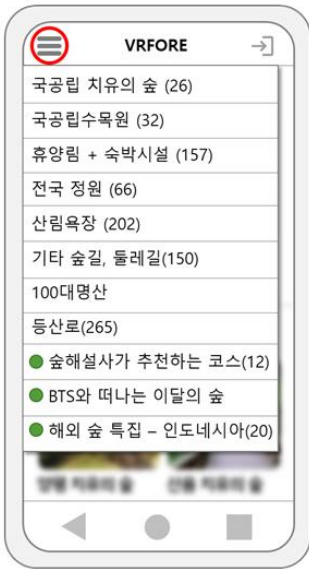 VRFORE
국공립 치유의 숲 (26)
국공립수목원 (32)
휴양림 + 숙박시설 (157)
전국 정원 (66)
산림욕장 (202)
기타 숲길, 둘레길(150)
100대명산
등산로(265)
숲해설사가 추천하는 코스(12)
BTS와 떠나는 이달의 숲
해외 숲 특집 – 인도네시아(20)